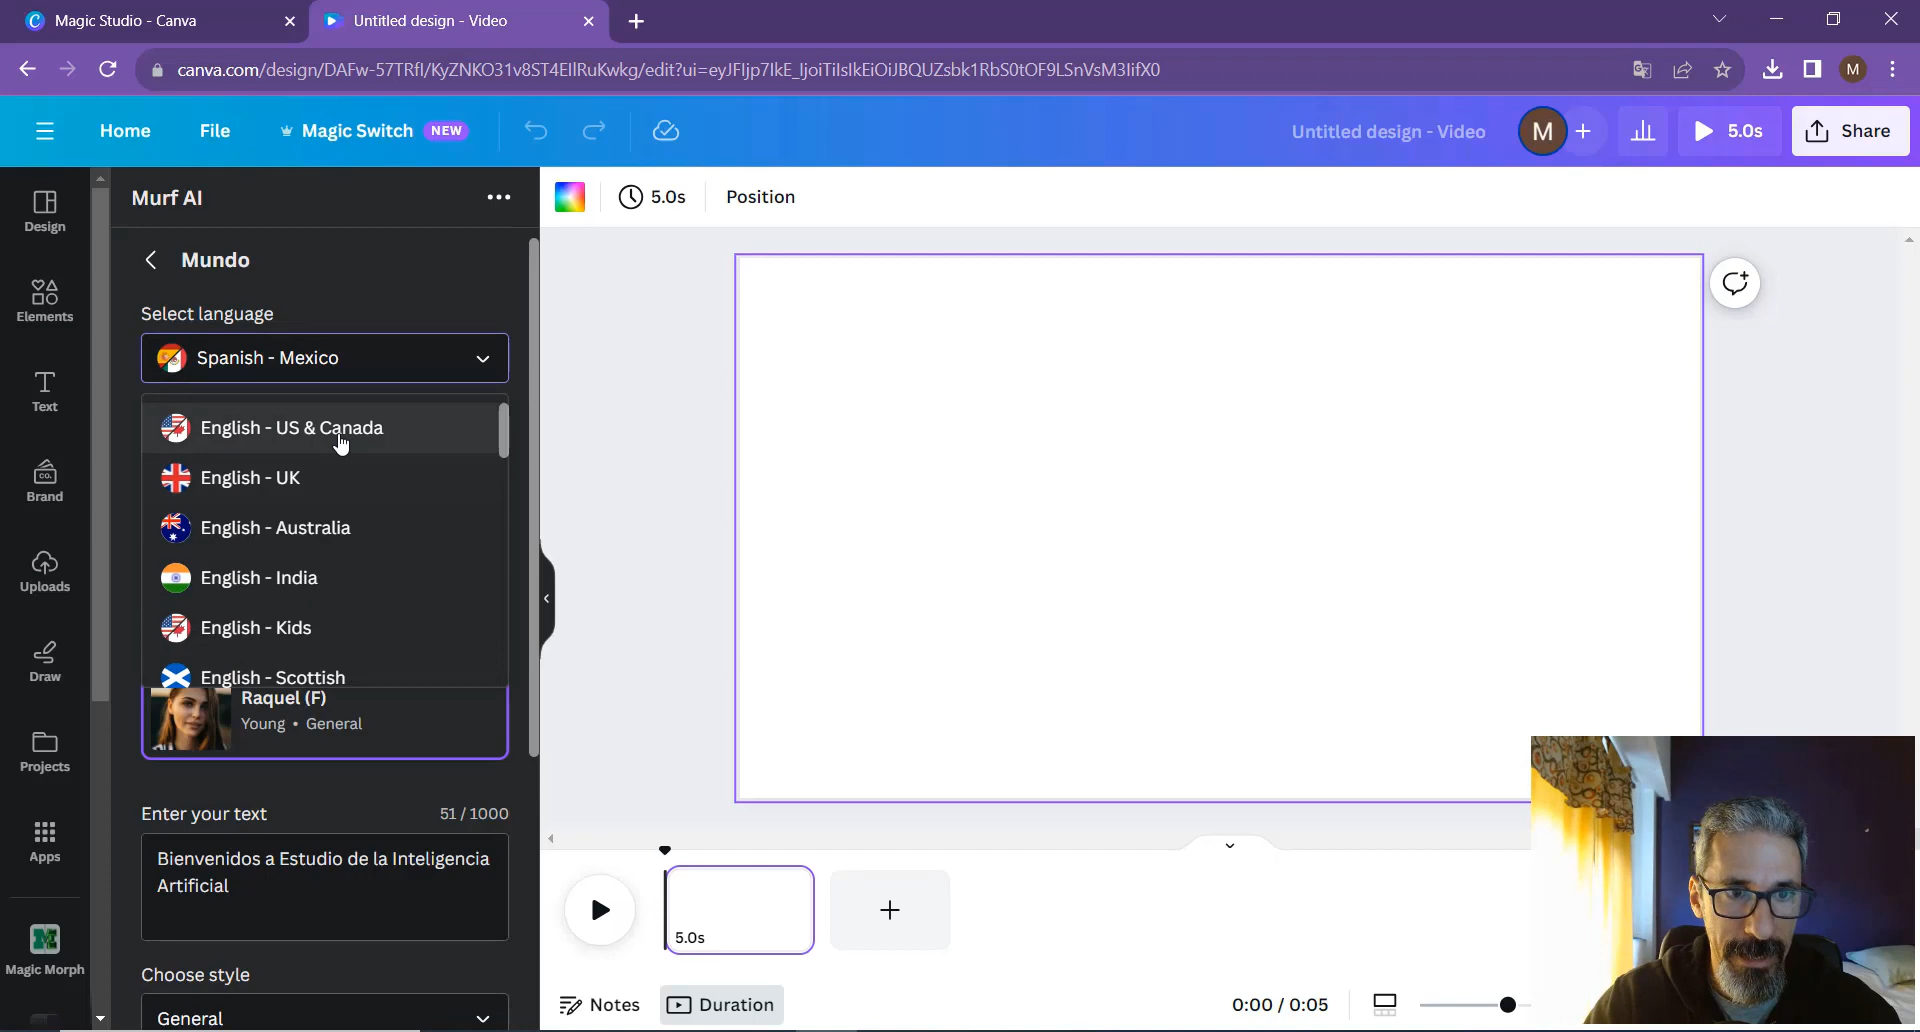 Magic Studio - Canva
Untitled design - Video
canva.com/design/DAFw-57TRfI/KyZNKO31v8ST4EIlRuKwkg/edit?ui=eyJFIjp7IkE_IjoiTiIsIkEiOiJBQUZsbk1RbS0tOF9LSnVsM3IifX0
M
Home
File
Magic Switch NEW
Untitled design - Video
M
5.0s
Share
Design
Elements
Text
CO.
Brand
Uploads
Draw
Projects
Apps
Magic Morph
Murf AI
Mundo
Select language
Spanish - Mexico
English - US & Canada
English - UK
English - Australia
English - India
English - Kids
English - Scottish
Raquel (F)
Young • General
Enter your text 51 / 1000
Bienvenidos a Estudio de la Inteligencia
Artificial
Choose style
General
5.0s
Position
5.0s
Notes
Duration
0:00 / 0:05